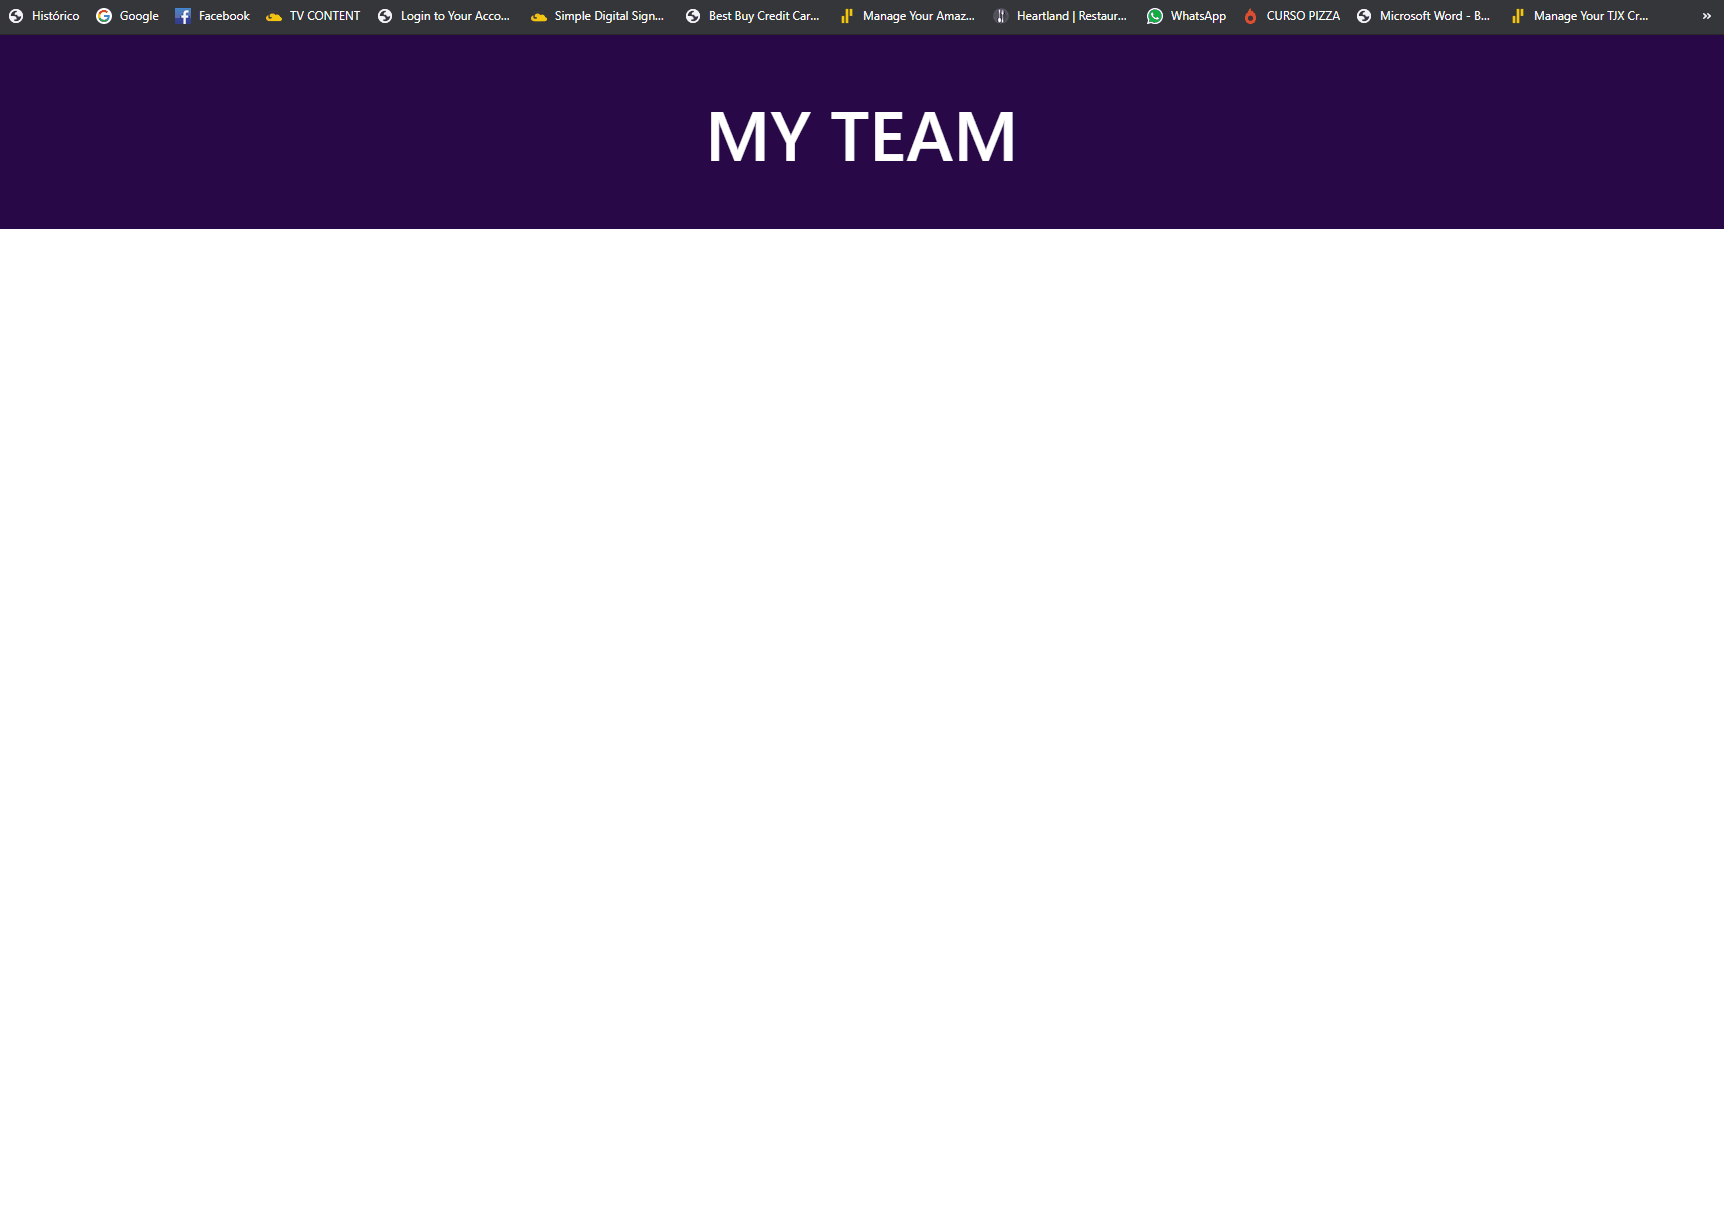 Histórico Google Facebook TV CONTENT Login to Your Acco... Simple Digital Sign... Best Buy Credit Car... Manage Your Amaz... Heartland | Restaur... WhatsApp CURSO PIZZA Microsoft Word - B... Manage Your TJX Cr... »
MY TEAM